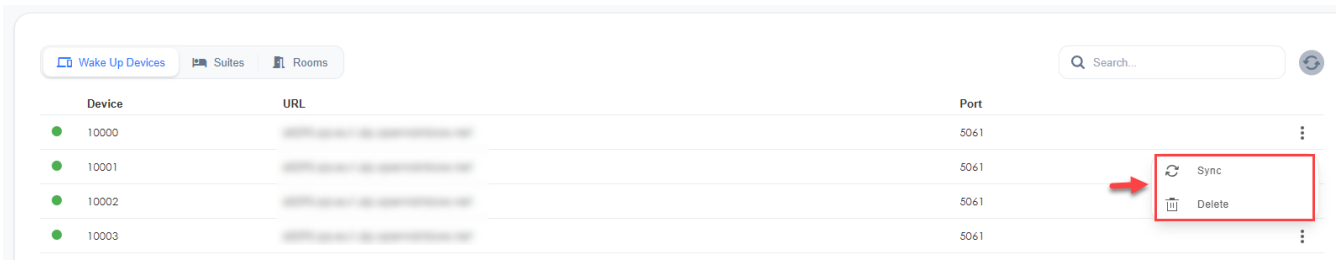 Wake Up Devices Suites Rooms Search...
Device URL Port
10000 5061
10001 5061
Sync
10002 5061
Delete
10003 5061